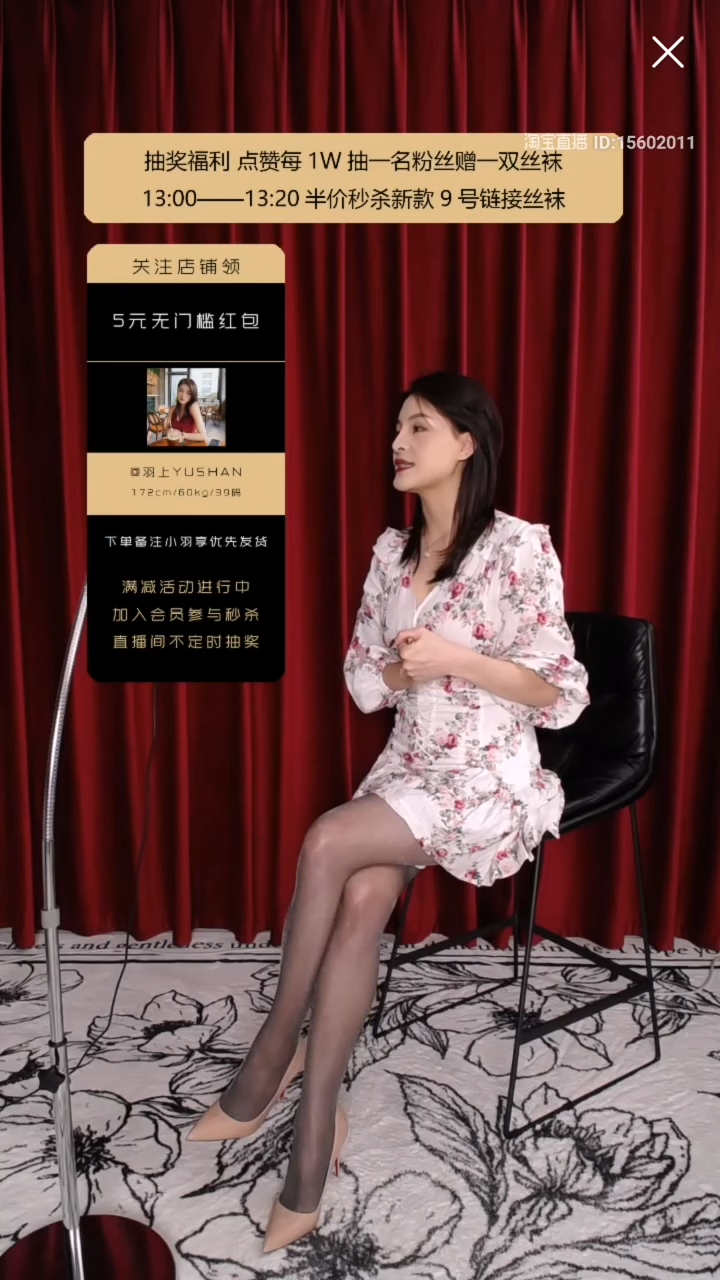 淘宝直播 ID:15602011
抽奖福利 点赞每 1W 抽一名粉丝赠一双丝袜
13:00——13:20 半价秒杀新款 9 号链接丝袜
关注店铺领
5元无门槛红包
@羽上YUSHAN
172cm/60kg/39码
下单备注小羽享优先发货
满减活动进行中
加入会员参与秒杀
直播间不定时抽奖
and gentleness